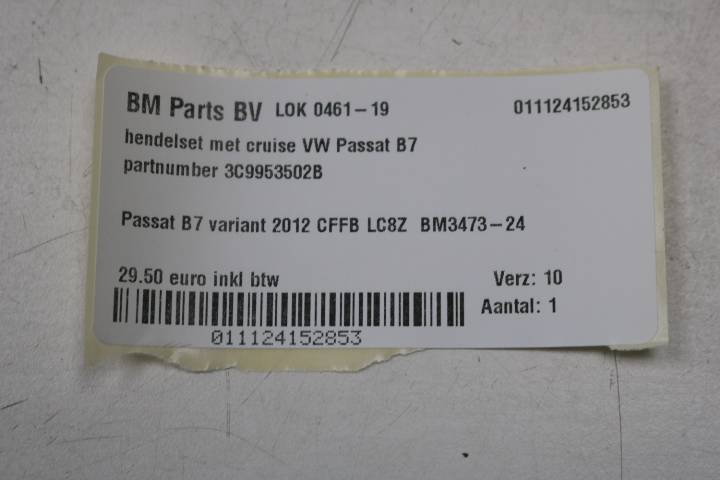 BM Parts BV LOK 0461-19 011124152853
hendelset met cruise VW Passat B7
partnumber 3C9953502B
Passat B7 variant 2012 CFFB LC8Z BM3473-24
29.50 euro inkl btw Verz: 10
Aantal: 1
011124152853